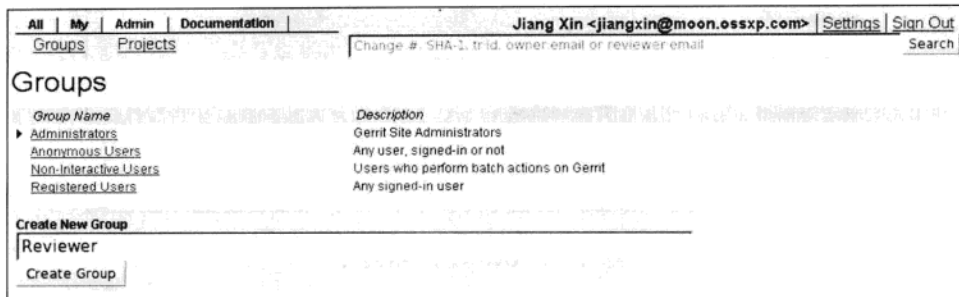 All | My | Admin | Documentation | Jiang Xin <jiangxin@moon.ossxp.com> | Settings | Sign Out
Groups Projects Change #, SHA-1, tr:id, owner:email or reviewer:email Search
Groups
Group Name Description
Administrators Gerrit Site Administrators
Anonymous Users Any user, signed-in or not
Non-Interactive Users Users who perform batch actions on Gerrit
Registered Users Any signed-in user
Create New Group
Reviewer
Create Group